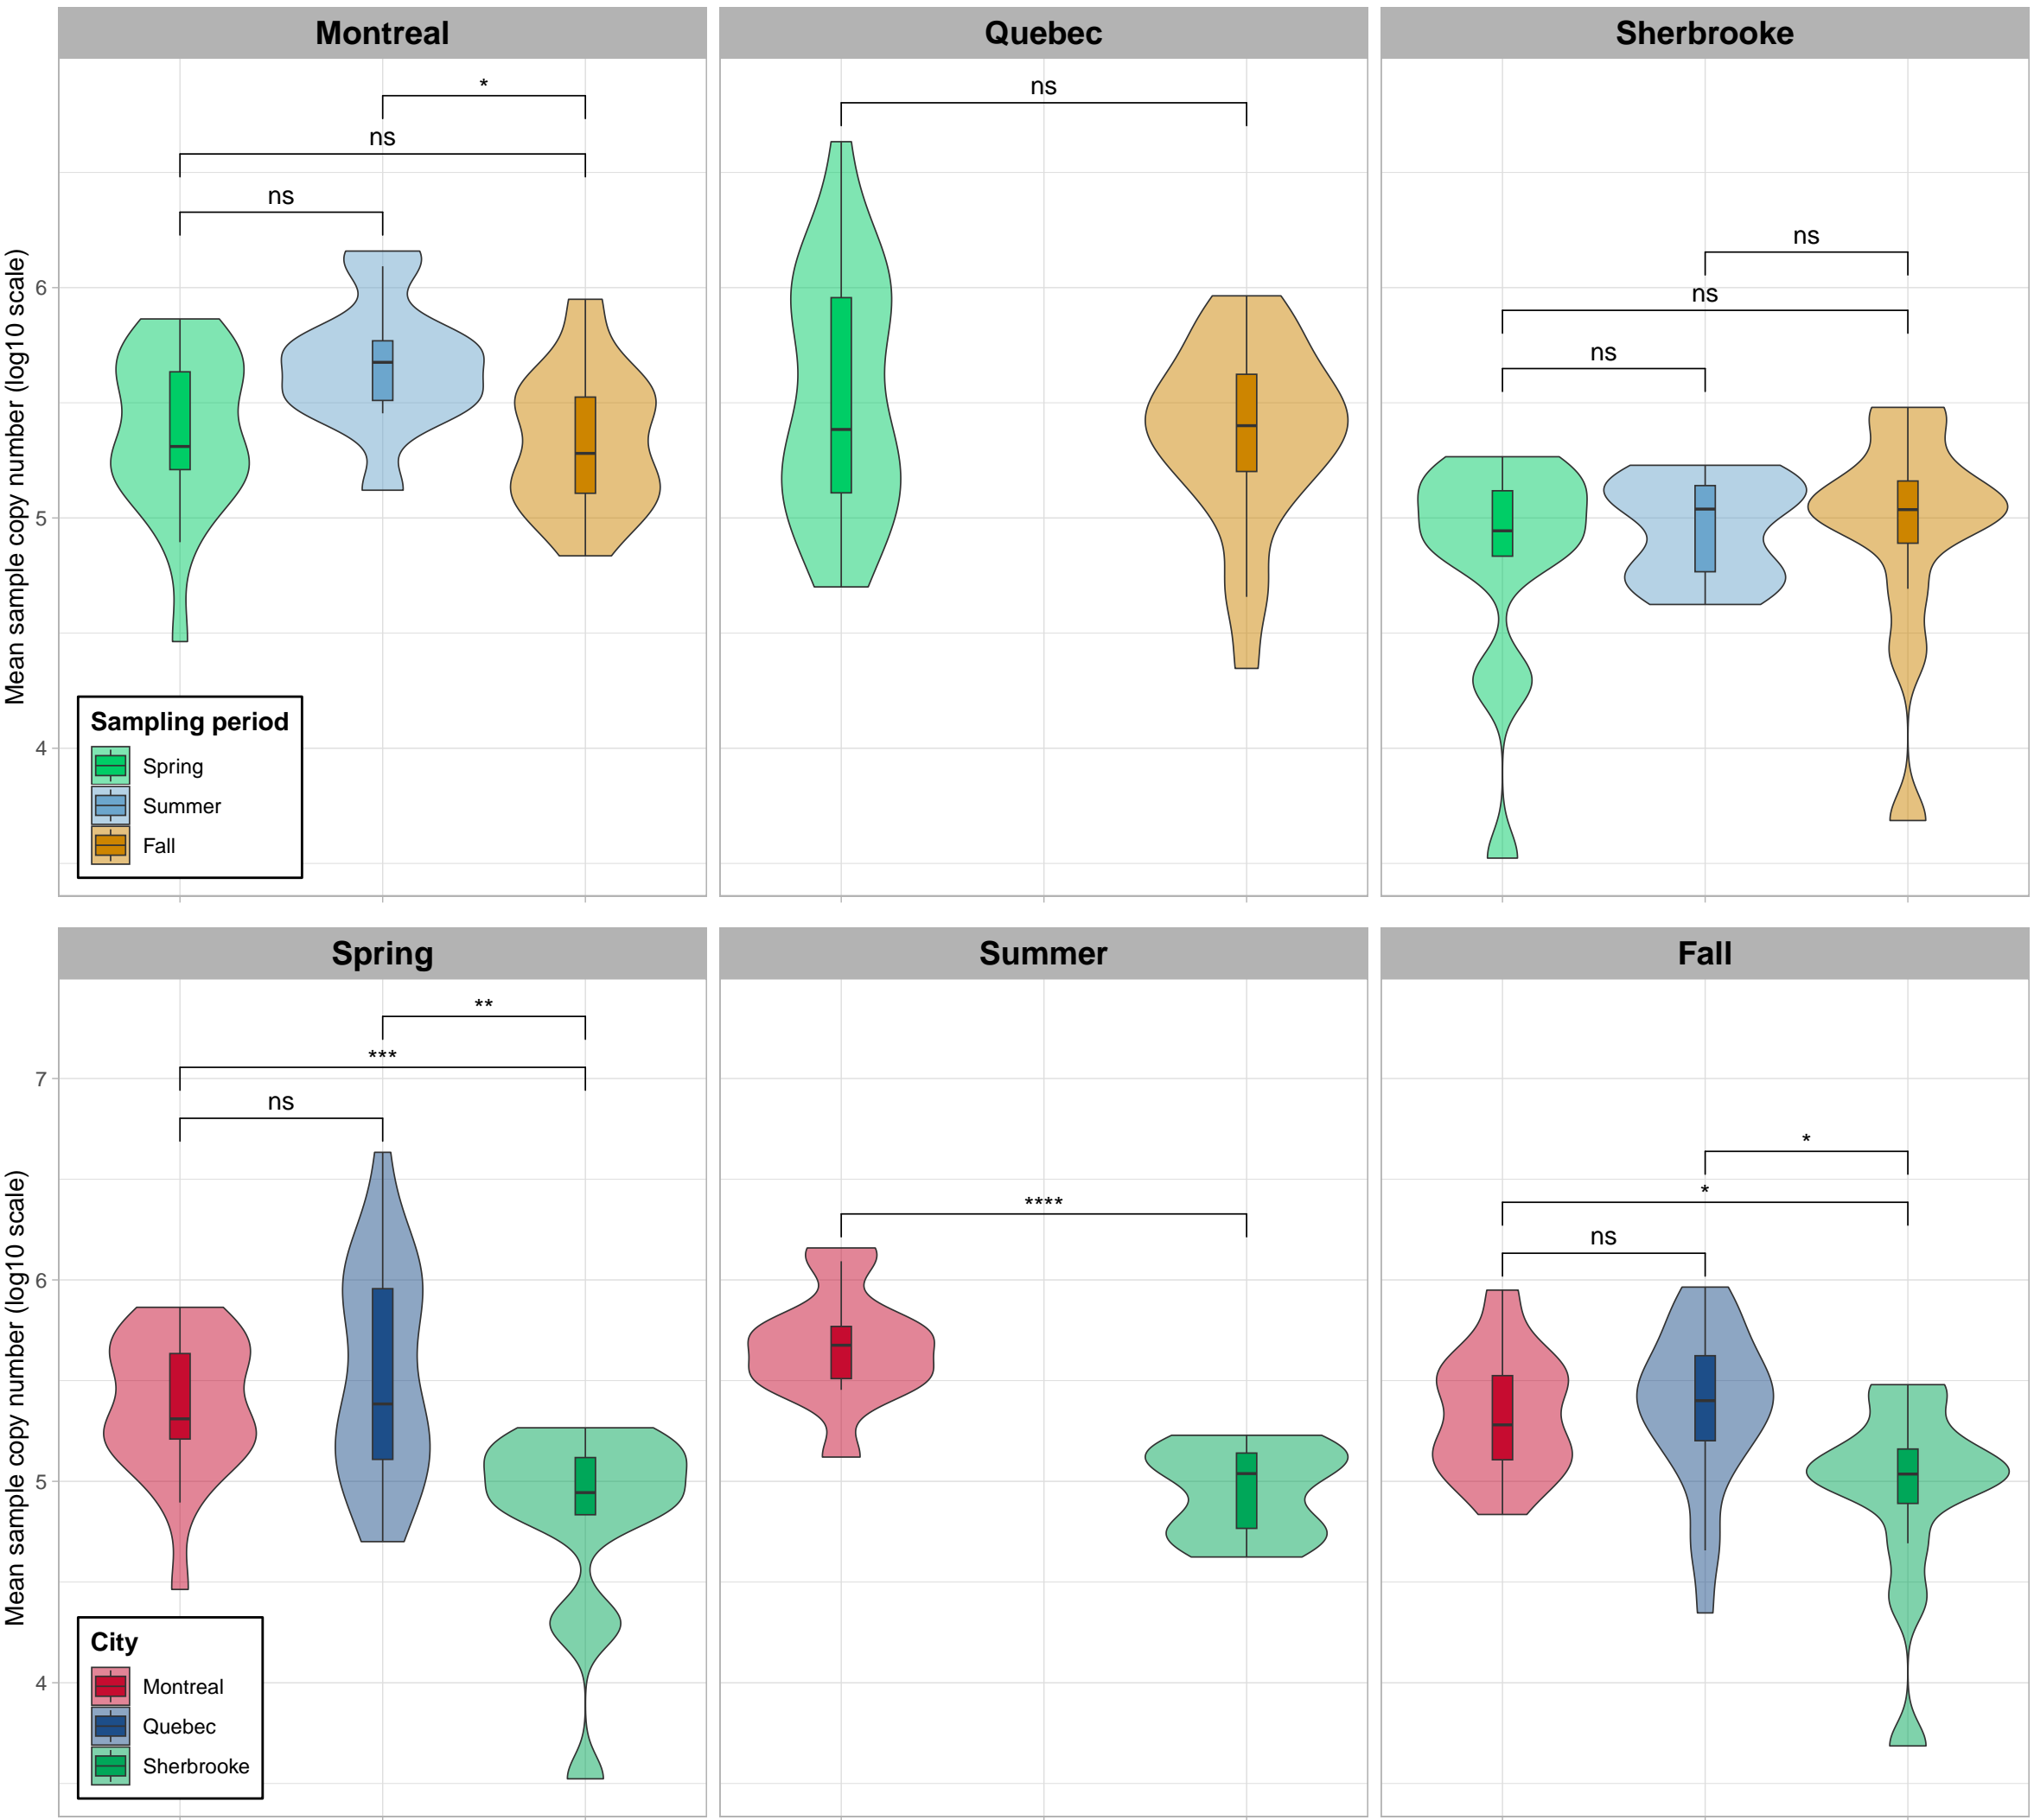 Montreal
Quebec
Sherbrooke
*
ns
ns
ns
ns
ns
ns
Mean sample copy number (log10 scale)
6
5
4
Sampling period
Spring
Summer
Fall
Spring
Summer
Fall
**
***
ns
****
*
*
ns
Mean sample copy number (log10 scale)
7
6
5
4
City
Montreal
Quebec
Sherbrooke